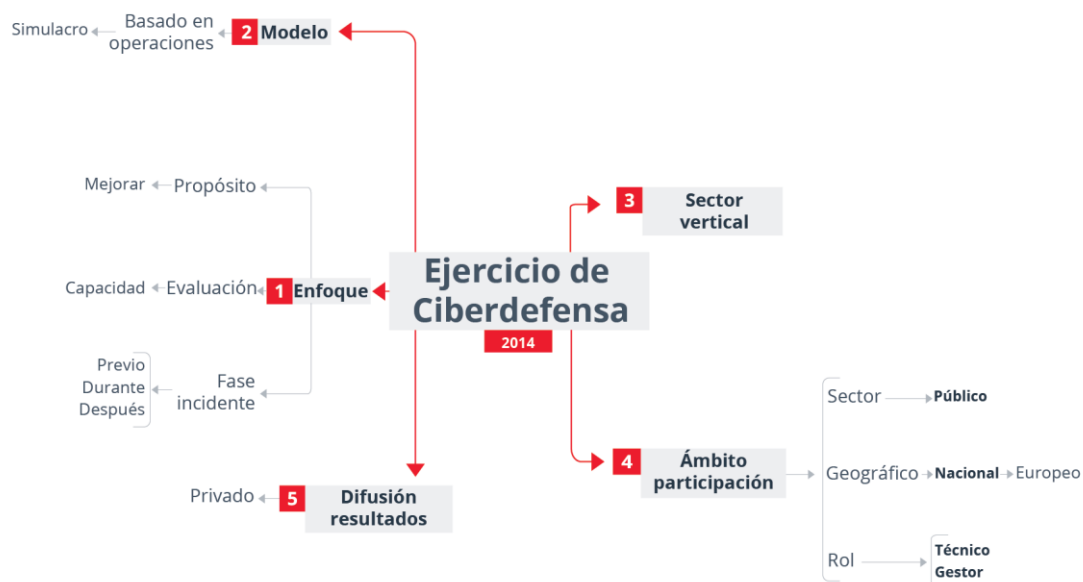 Simulacro
Basado en
operaciones
2 Modelo
Mejorar
Propósito
3 Sector
vertical
Ejercicio de
Ciberdefensa
2014
Capacidad
Evaluación
1 Enfoque
Previo
Durante
Después
Fase
incidente
Sector
Público
4 Ámbito
participación
Geográfico
Nacional
Europeo
Privado
5 Difusión
resultados
Rol
Técnico
Gestor